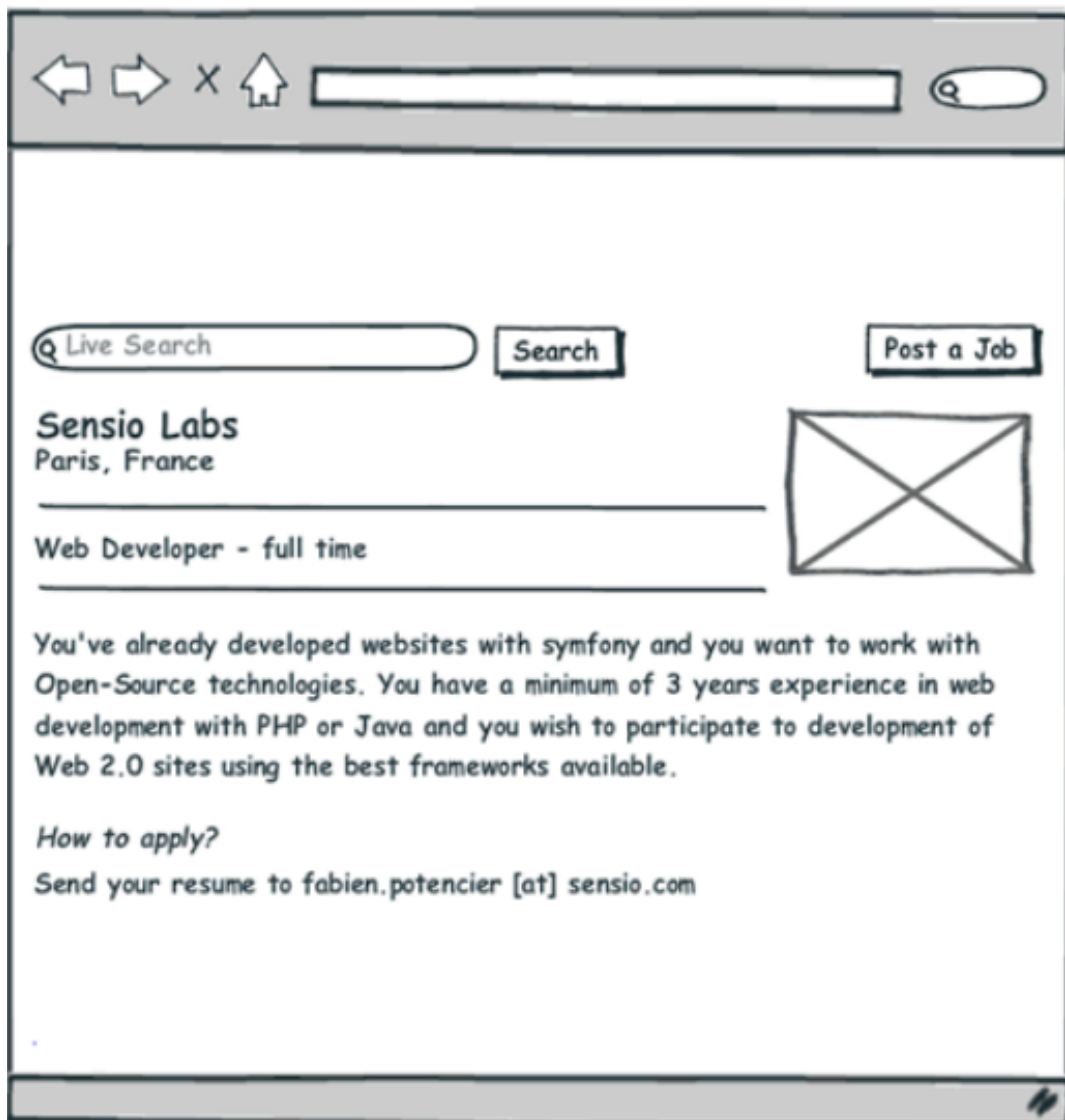 Live Search
Search
Post a Job
Sensio Labs
Paris, France
Web Developer - full time
You've already developed websites with symfony and you want to work with
Open-Source technologies. You have a minimum of 3 years experience in web
development with PHP or Java and you wish to participate to development of
Web 2.0 sites using the best frameworks available.
How to apply?
Send your resume to fabien.potencier [at] sensio.com